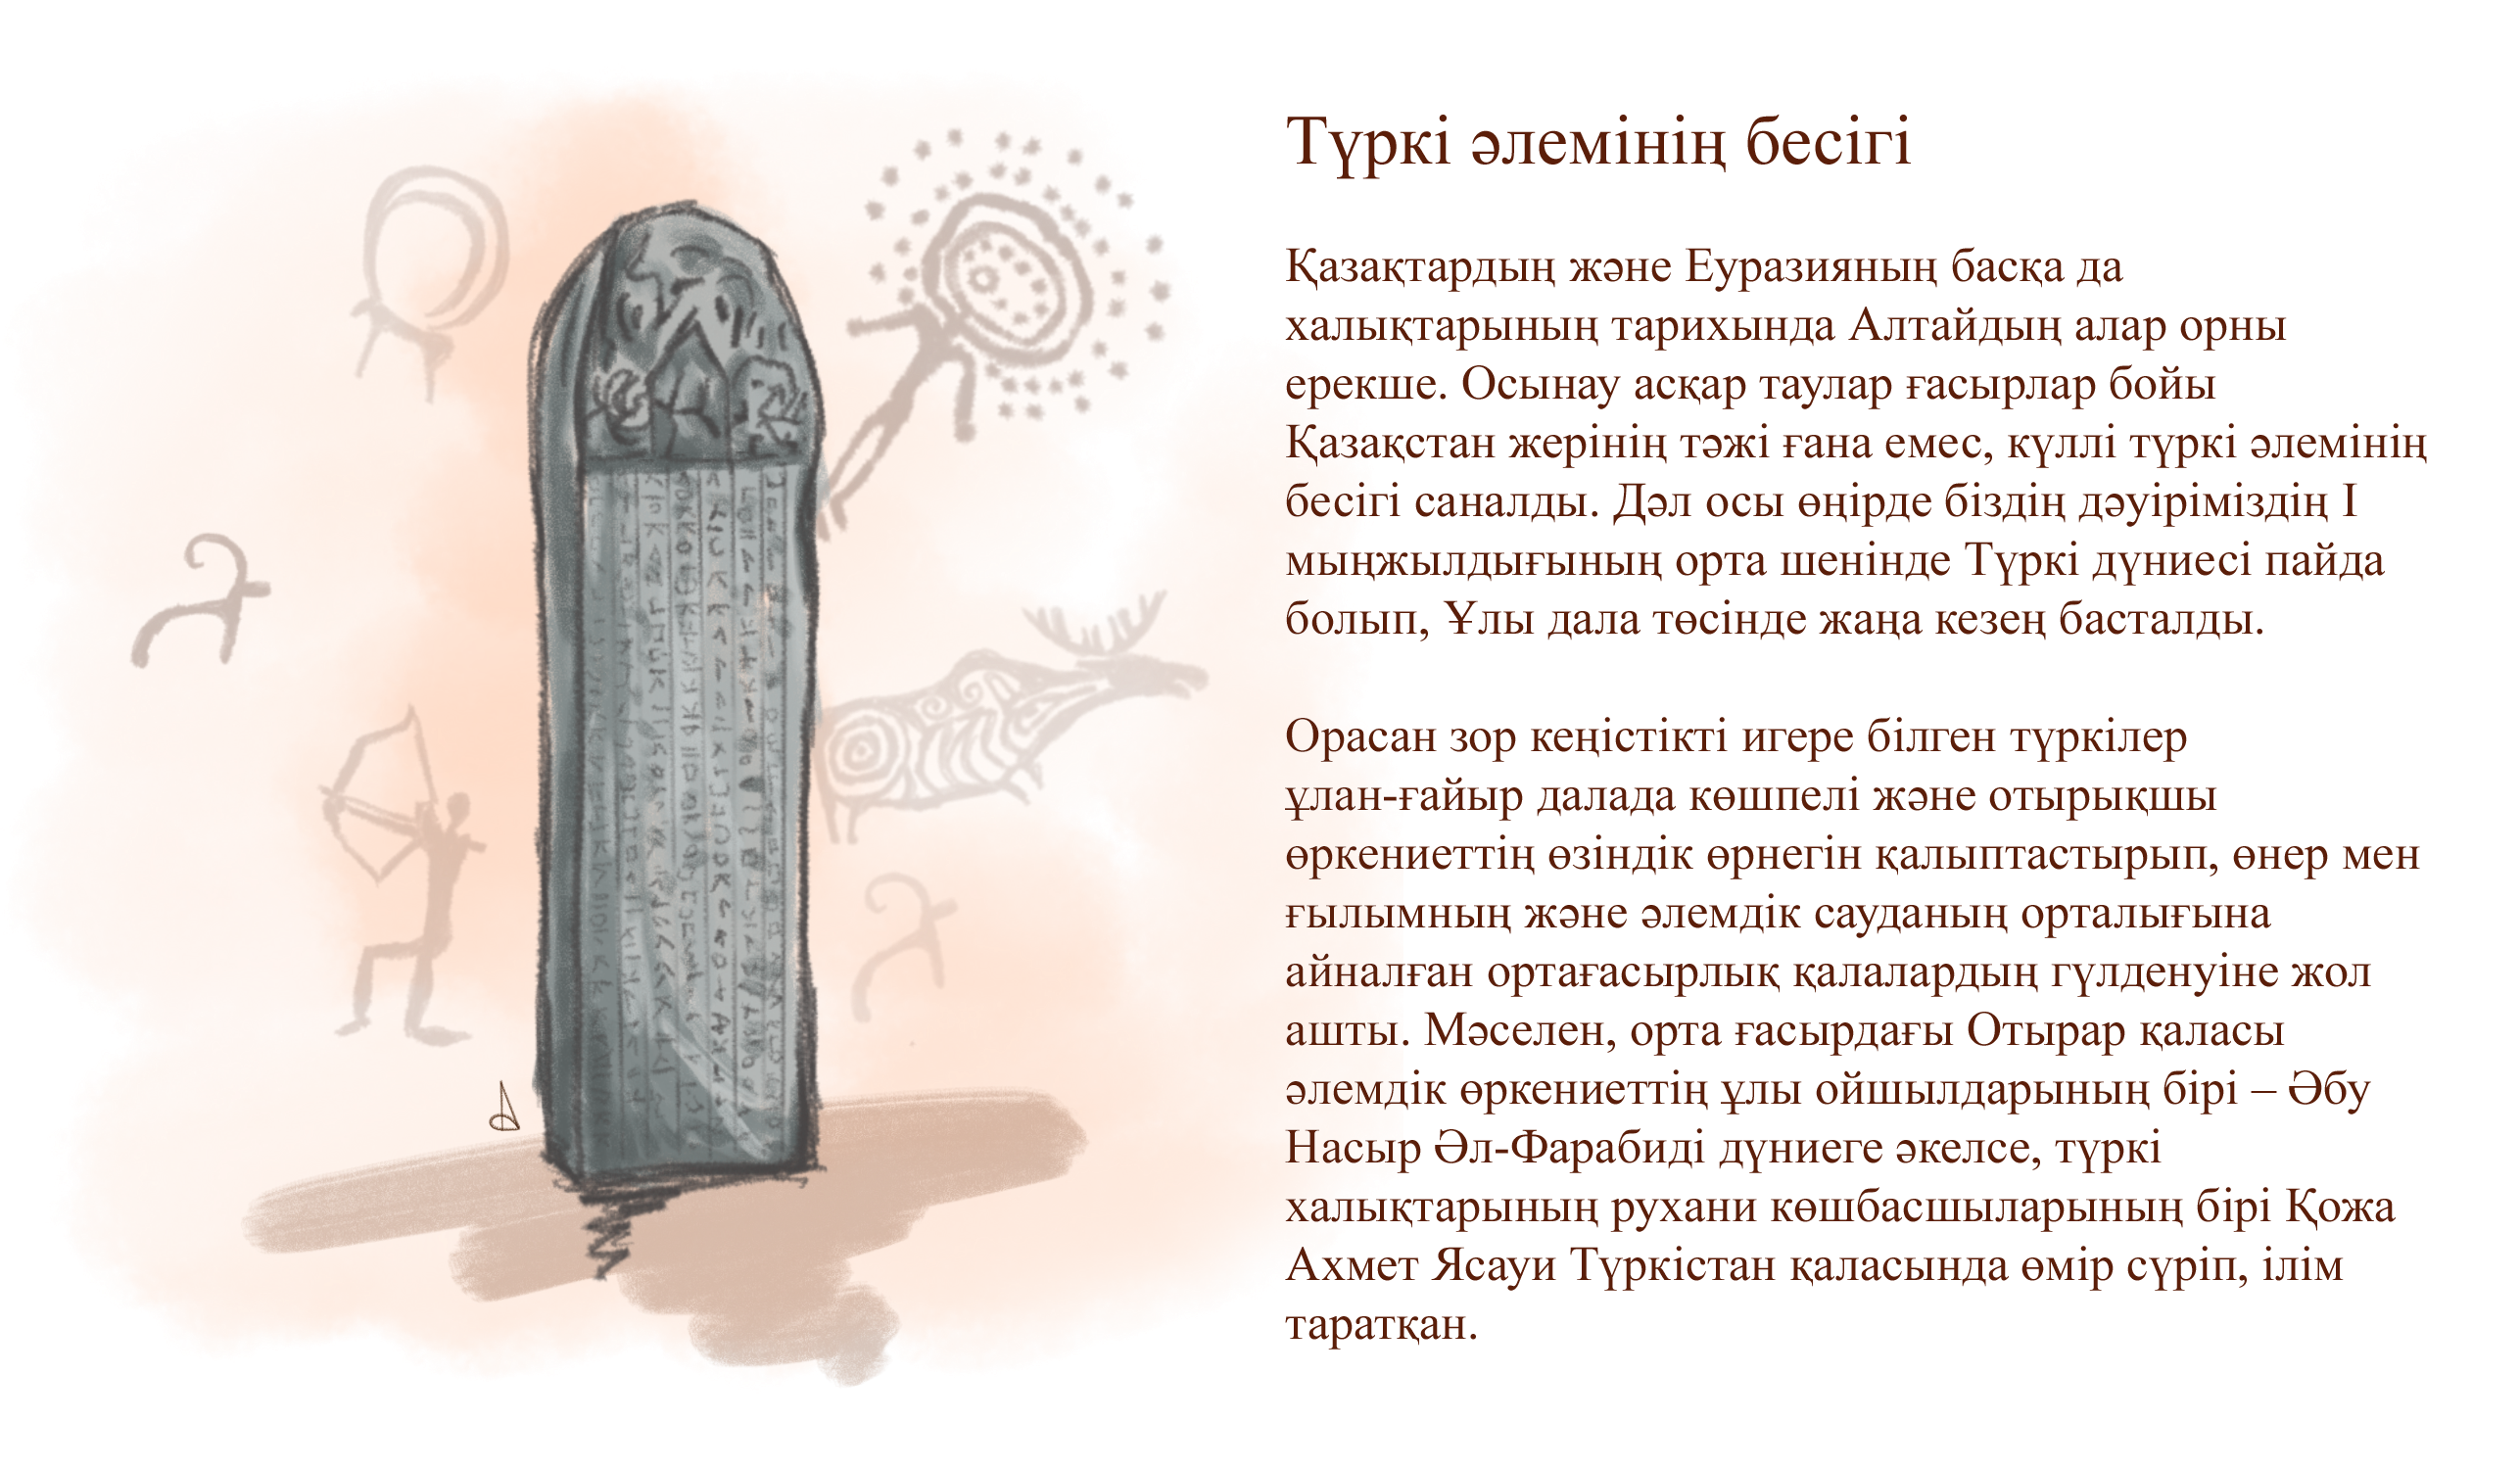 Түркі әлемінің бесігі
Қазақтардың және Еуразияның басқа да
халықтарының тарихында Алтайдың алар орны
ерекше. Осынау асқар таулар ғасырлар бойы
Қазақстан жерінің тәжі ғана емес, күллі түркі әлемінің
бесігі саналды. Дәл осы өңірде біздің дәуіріміздің І
мыңжылдығының орта шенінде Түркі дүниесі пайда
болып, Ұлы дала төсінде жаңа кезең басталды.
Орасан зор кеңістікті игере білген түркілер
ұлан-ғайыр далада көшпелі және отырықшы
өркениеттің өзіндік өрнегін қалыптастырып, өнер мен
ғылымның және әлемдік сауданың орталығына
айналған ортағасырлық қалалардың гүлденуіне жол
ашты. Мәселен, орта ғасырдағы Отырар қаласы
әлемдік өркениеттің ұлы ойшылдарының бірі – Әбу
Насыр Әл-Фарабиді дүниеге әкелсе, түркі
халықтарының рухани көшбасшыларының бірі Қожа
Ахмет Ясауи Түркістан қаласында өмір сүріп, ілім
таратқан.